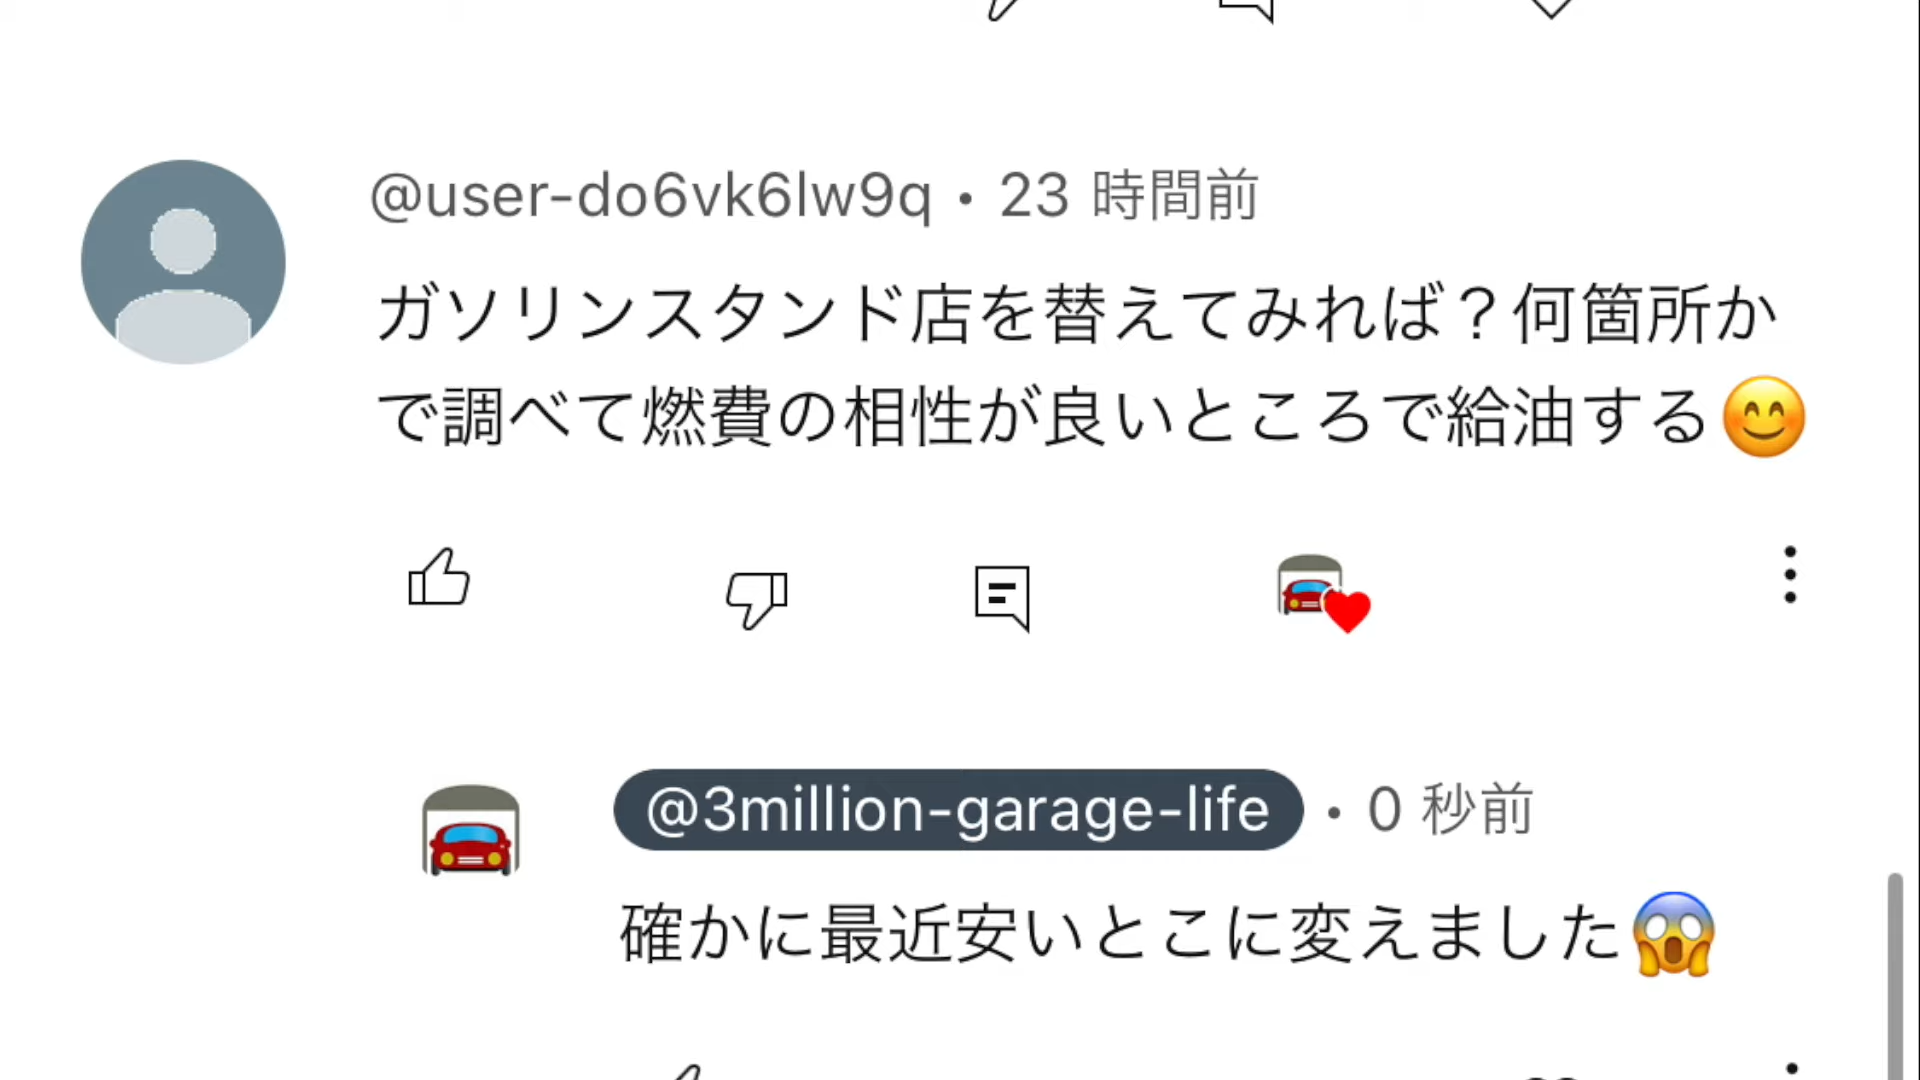 @user-do6vk6lw9q • 23 時間前
ガソリンスタンド店を替えてみれば？何箇所か
で調べて燃費の相性が良いところで給油する😊
@3million-garage-life • 0 秒前
確かに最近安いとこに変えました😱